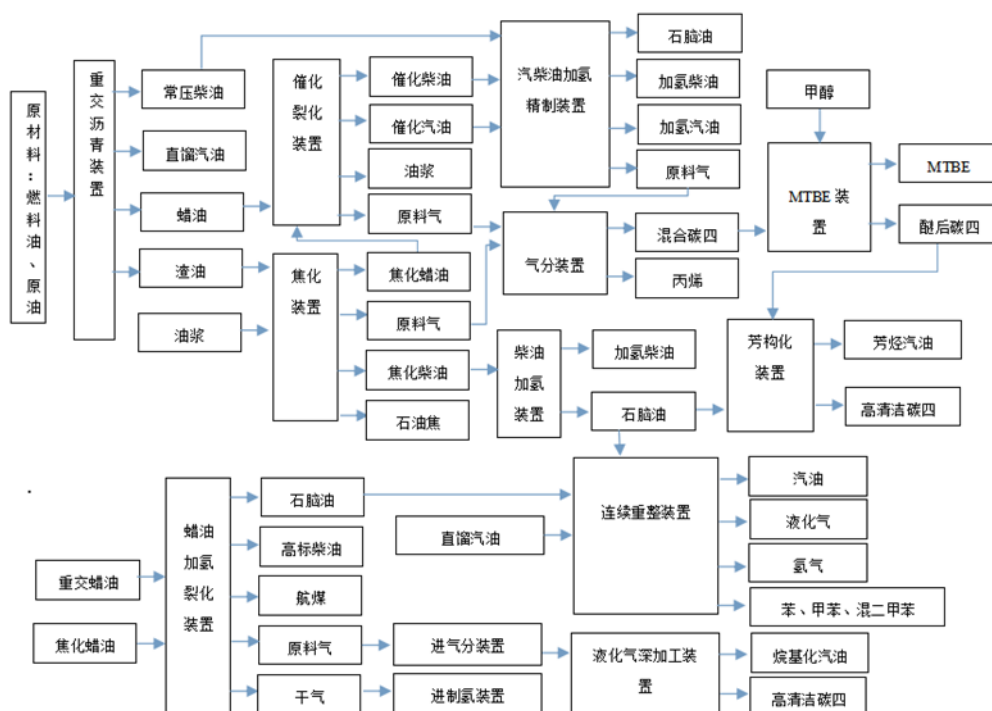 原材料：燃料油、原油
重交沥青装置
常压柴油
直馏汽油
蜡油
渣油
油浆
催化
裂化
装置
焦化
装置
催化柴油
催化汽油
油浆
原料气
焦化蜡油
原料气
焦化柴油
石油焦
汽柴油加氢
精制装置
石脑油
加氢柴油
加氢汽油
原料气
气分装置
混合碳四
丙烯
甲醇
MTBE 装
置
MTBE
醚后碳四
柴油
加氢
装置
加氢柴油
石脑油
芳构化
装置
芳烃汽油
高清洁碳四
重交蜡油
焦化蜡油
蜡油
加氢
裂化
装置
石脑油
高标柴油
航煤
原料气
干气
直馏汽油
进气分装置
进制氢装置
连续重整装置
汽油
液化气
氢气
苯、甲苯、混二甲苯
液化气深加工装
置
烷基化汽油
高清洁碳四